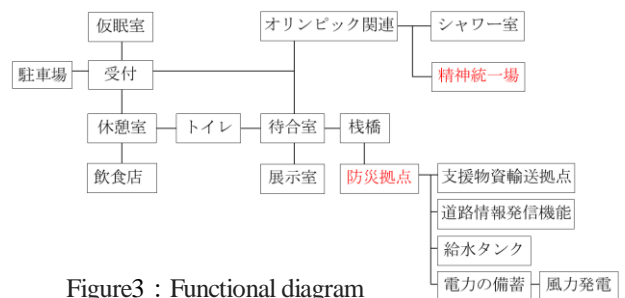 仮眠室
オリンピック関連
シャワー室
駐車場
受付
精神統一場
休憩室
トイレ
待合室
桟橋
飲食店
展示室
防災拠点
支援物資輸送拠点
道路情報発信機能
給水タンク
電力の備蓄
風力発電
Figure3：Functional diagram